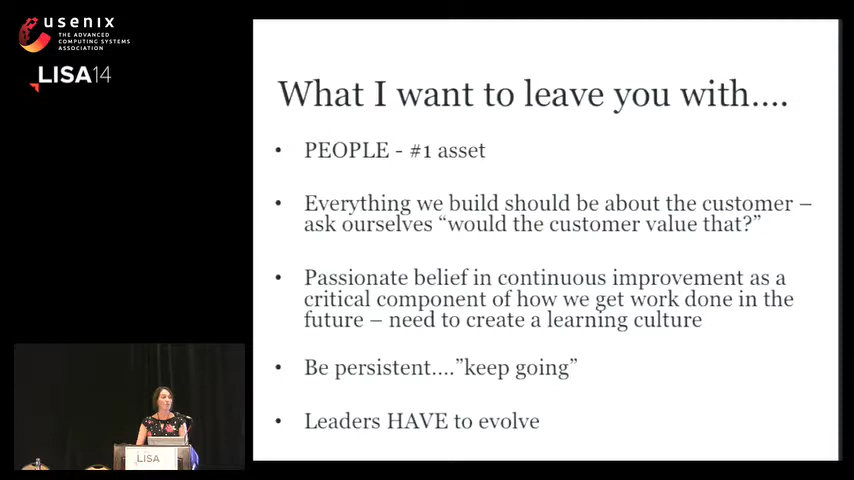 usenix
THE ADVANCED
COMPUTING SYSTEMS
ASSOCIATION
LISA14
What I want to leave you with....
• PEOPLE - #1 asset
• Everything we build should be about the customer –
ask ourselves “would the customer value that?”
• Passionate belief in continuous improvement as a
critical component of how we get work done in the
future – need to create a learning culture
• Be persistent....”keep going”
• Leaders HAVE to evolve
LISA